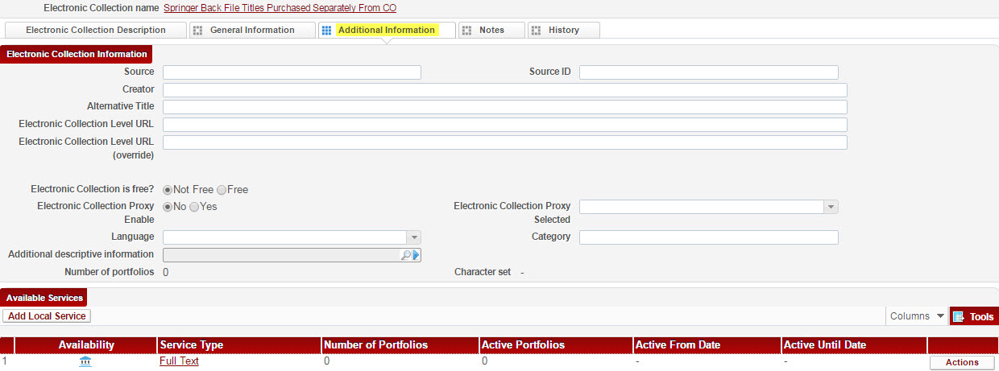 Electronic Collection name Springer Back File Titles Purchased Separately From CO
Electronic Collection Description General Information Additional Information Notes History
Electronic Collection Information
Source Source ID
Creator
Alternative Title
Electronic Collection Level URL
Electronic Collection Level URL
(override)
Electronic Collection is free? Not Free Free
Electronic Collection Proxy No Yes Electronic Collection Proxy
Enable Selected
Language Category
Additional descriptive information
Number of portfolios 0 Character set -
Available Services
Add Local Service Columns Tools
Availability Service Type Number of Portfolios Active Portfolios Active From Date Active Until Date
1 Full Text 0 0 - - Actions